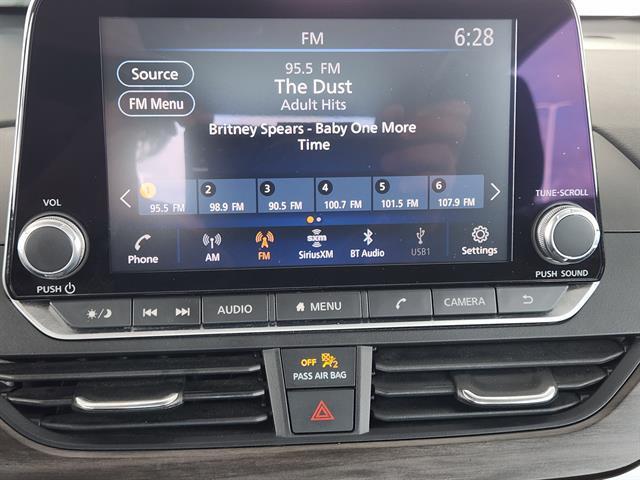 FM
6:28
Source
FM Menu
95.5 FM
The Dust
Adult Hits
Britney Spears - Baby One More
Time
1
95.5 FM
2
98.9 FM
3
90.5 FM
4
100.7 FM
5
101.5 FM
6
107.9 FM
Phone
AM
FM
sxm
SiriusXM
BT Audio
USB1
Settings
VOL
PUSH
TUNE-SCROLL
PUSH SOUND
AUDIO
MENU
CAMERA
OFF 2
PASS AIR BAG